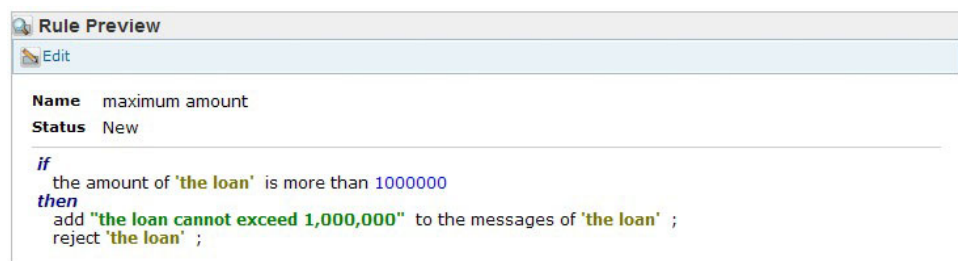 Rule Preview
Edit
Name maximum amount
Status New
if
the amount of 'the loan' is more than 1000000
then
add "the loan cannot exceed 1,000,000" to the messages of 'the loan' ;
reject 'the loan' ;